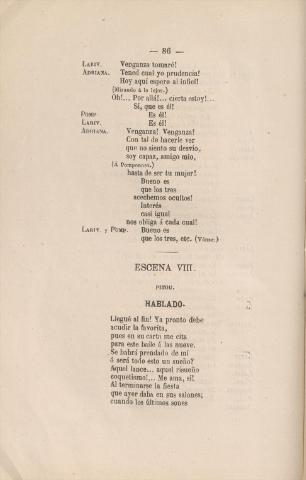 — 86 —
LARIV. Venganza tomaré!
ADRIANA. Tened cual yo prudencia!
Hoy aquí espero al infiel!
(Mirando á lo lejos.)
Oh!... Por allá!... cierta estoy!...
Sí, que es él!
POMP. Es él!
LARIV. Es él!
ADRIANA. Venganza! Venganza!
Con tal de hacerle ver
que no siento su desvío,
soy capaz, amigo mio,
(Á Pomponnet.)
hasta de ser tu mujer!
Bueno es
que los tres
acechemos ocultos!
Interés
casi igual
nos obliga á cada cual!
LARIV. y POMP. Bueno es
que los tres, etc. (Vánse.)
ESCENA VIII.
PITOU.
HABLADO.
Llegué al fin! Ya pronto debe
acudir la favorita,
pues en su carta me cita
para este baile á las nueve.
Se habrá prendado de mí
ó será todo esto un sueño?
Aquel lance... aquel risueño
coquetismo!... Me ama, sí!
Al terminarse la fiesta
que ayer daba en sus salones;
cuando los últimos sones